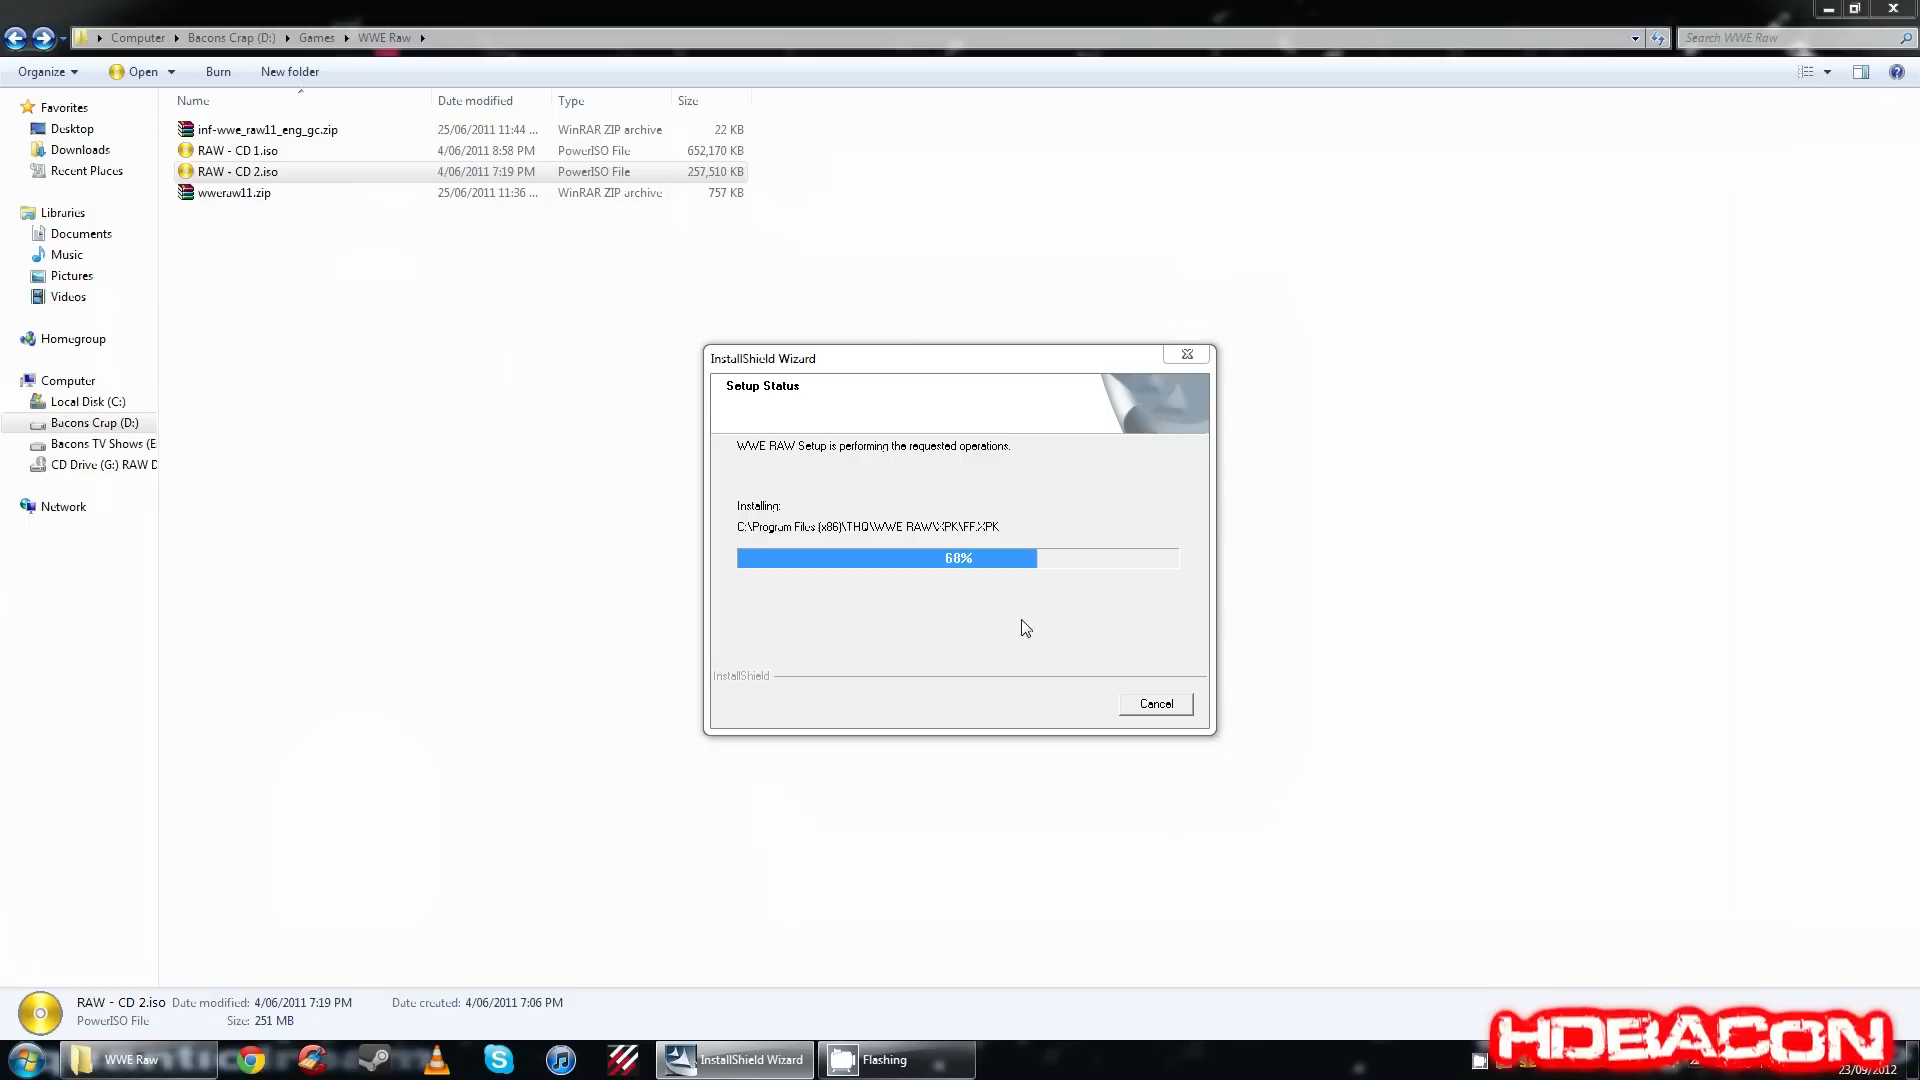 Computer Bacons Crap (D:) Games WWE Raw
Search WWE Raw
Organize Open Burn New folder
Name Date modified Type Size
Favorites
Desktop
Downloads
Recent Places
Libraries
Documents
Music
Pictures
Videos
Homegroup
Computer
Local Disk (C:)
Bacons Crap (D:)
Bacons TV Shows (E
CD Drive (G:) RAW D
Network
inf-wwe_raw11_eng_gc.zip 25/06/2011 11:44 ... WinRAR ZIP archive 22 KB
RAW - CD 1.iso 4/06/2011 8:58 PM PowerISO File 652,170 KB
RAW - CD 2.iso 4/06/2011 7:19 PM PowerISO File 257,510 KB
wweraw11.zip 25/06/2011 11:36 ... WinRAR ZIP archive 757 KB
InstallShield Wizard
Setup Status
WWE RAW Setup is performing the requested operations.
Installing:
C:\Program Files (x86)\THQ\WWE RAW\XPK\FF.XPK
68%
InstallShield
Cancel
RAW - CD 2.iso Date modified: 4/06/2011 7:19 PM Date created: 4/06/2011 7:06 PM
PowerISO File Size: 251 MB
WWE Raw
InstallShield Wizard
Flashing
HDBACON
23/09/2012